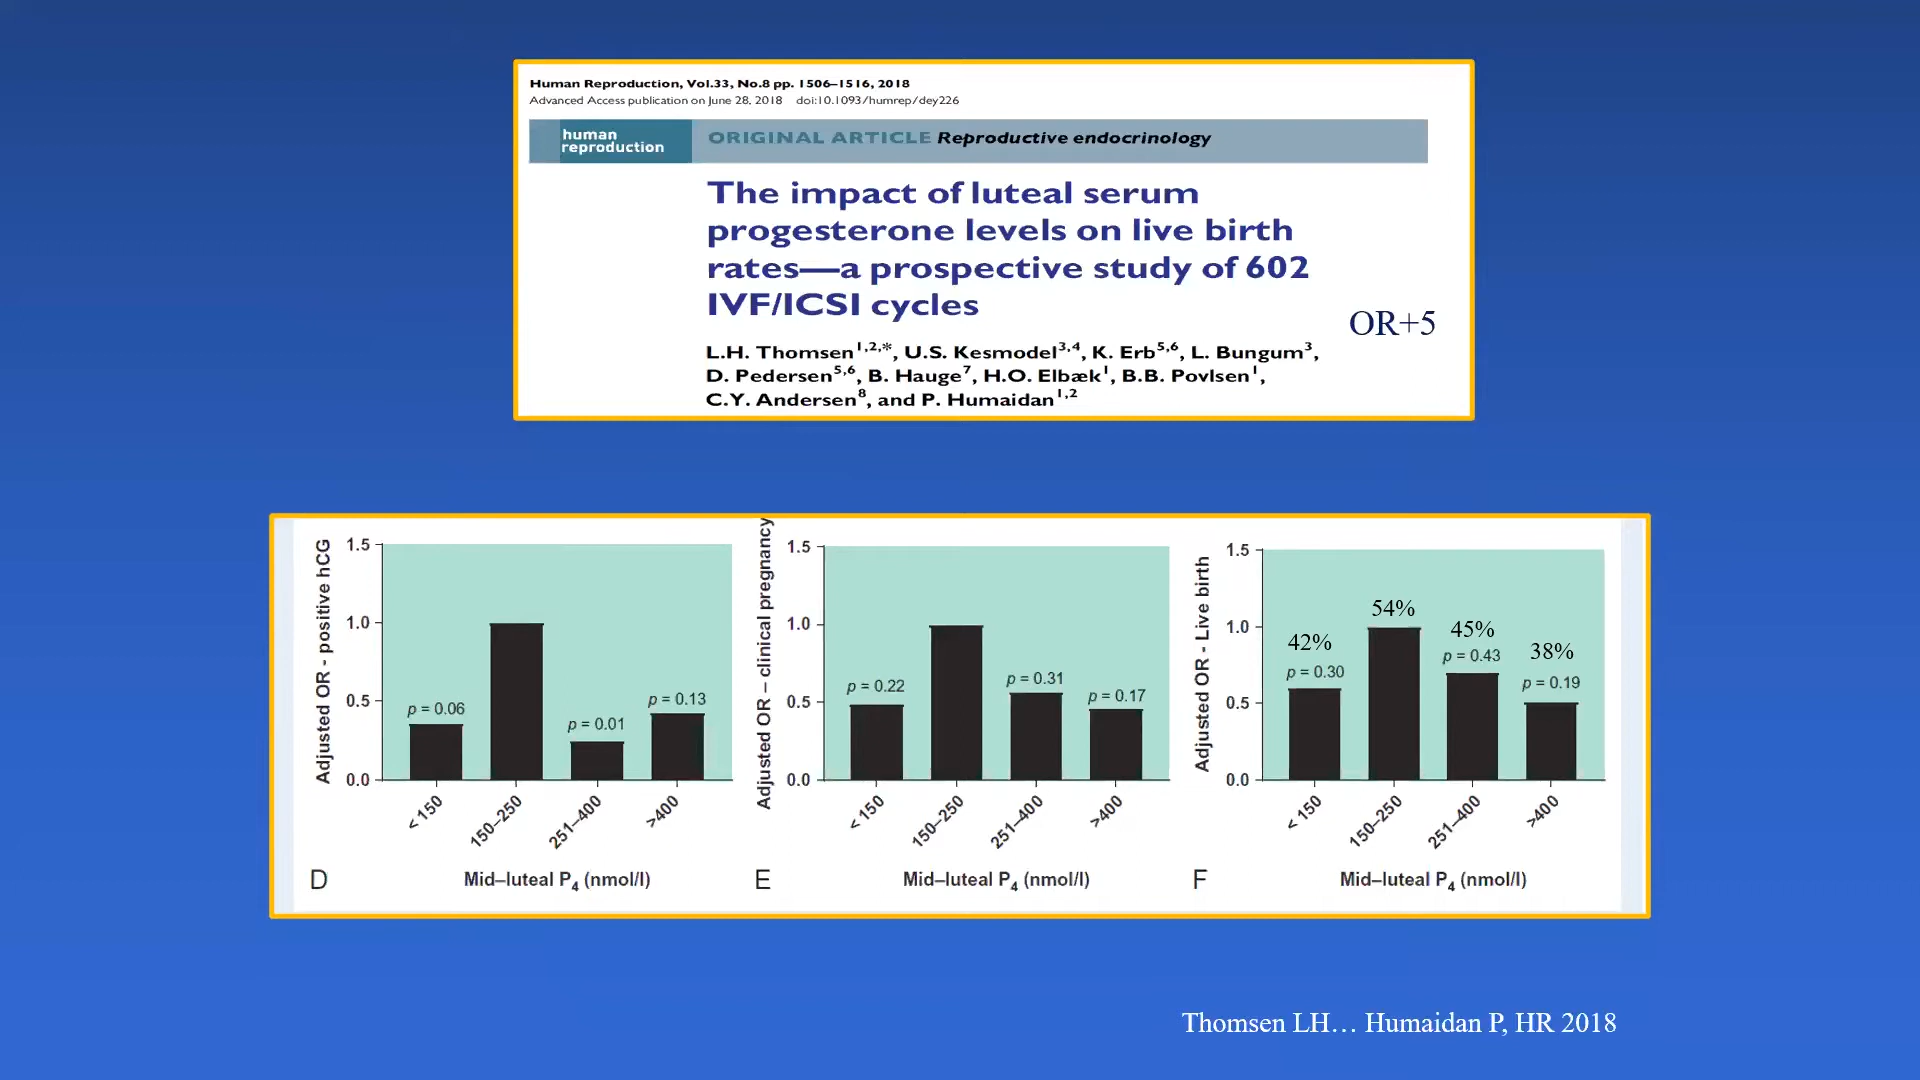 Human Reproduction, Vol.33, No.8 pp. 1506–1516, 2018
Advanced Access publication on June 28, 2018 doi:10.1093/humrep/dey226
human
reproduction
ORIGINAL ARTICLE Reproductive endocrinology
The impact of luteal serum
progesterone levels on live birth
rates—a prospective study of 602
IVF/ICSI cycles
OR+5
L.H. Thomsen1,2,*, U.S. Kesmodel3,4, K. Erb5,6, L. Bungum3,
D. Pedersen5,6, B. Hauge7, H.O. Elbæk1, B.B. Povlsen1,
C.Y. Andersen8, and P. Humaidan1,2
Adjusted OR - positive hCG
1.5
1.0
0.5
0.0
p = 0.06
p = 0.01
p = 0.13
< 150
150–250
251–400
>400
D
Mid–luteal P4 (nmol/l)
Adjusted OR – clinical pregnancy
1.5
1.0
0.5
0.0
p = 0.22
p = 0.31
p = 0.17
< 150
150–250
251–400
>400
E
Mid–luteal P4 (nmol/l)
Adjusted OR - Live birth
1.5
1.0
0.5
0.0
42%
p = 0.30
54%
45%
p = 0.43
38%
p = 0.19
< 150
150–250
251–400
>400
F
Mid–luteal P4 (nmol/l)
Thomsen LH… Humaidan P, HR 2018